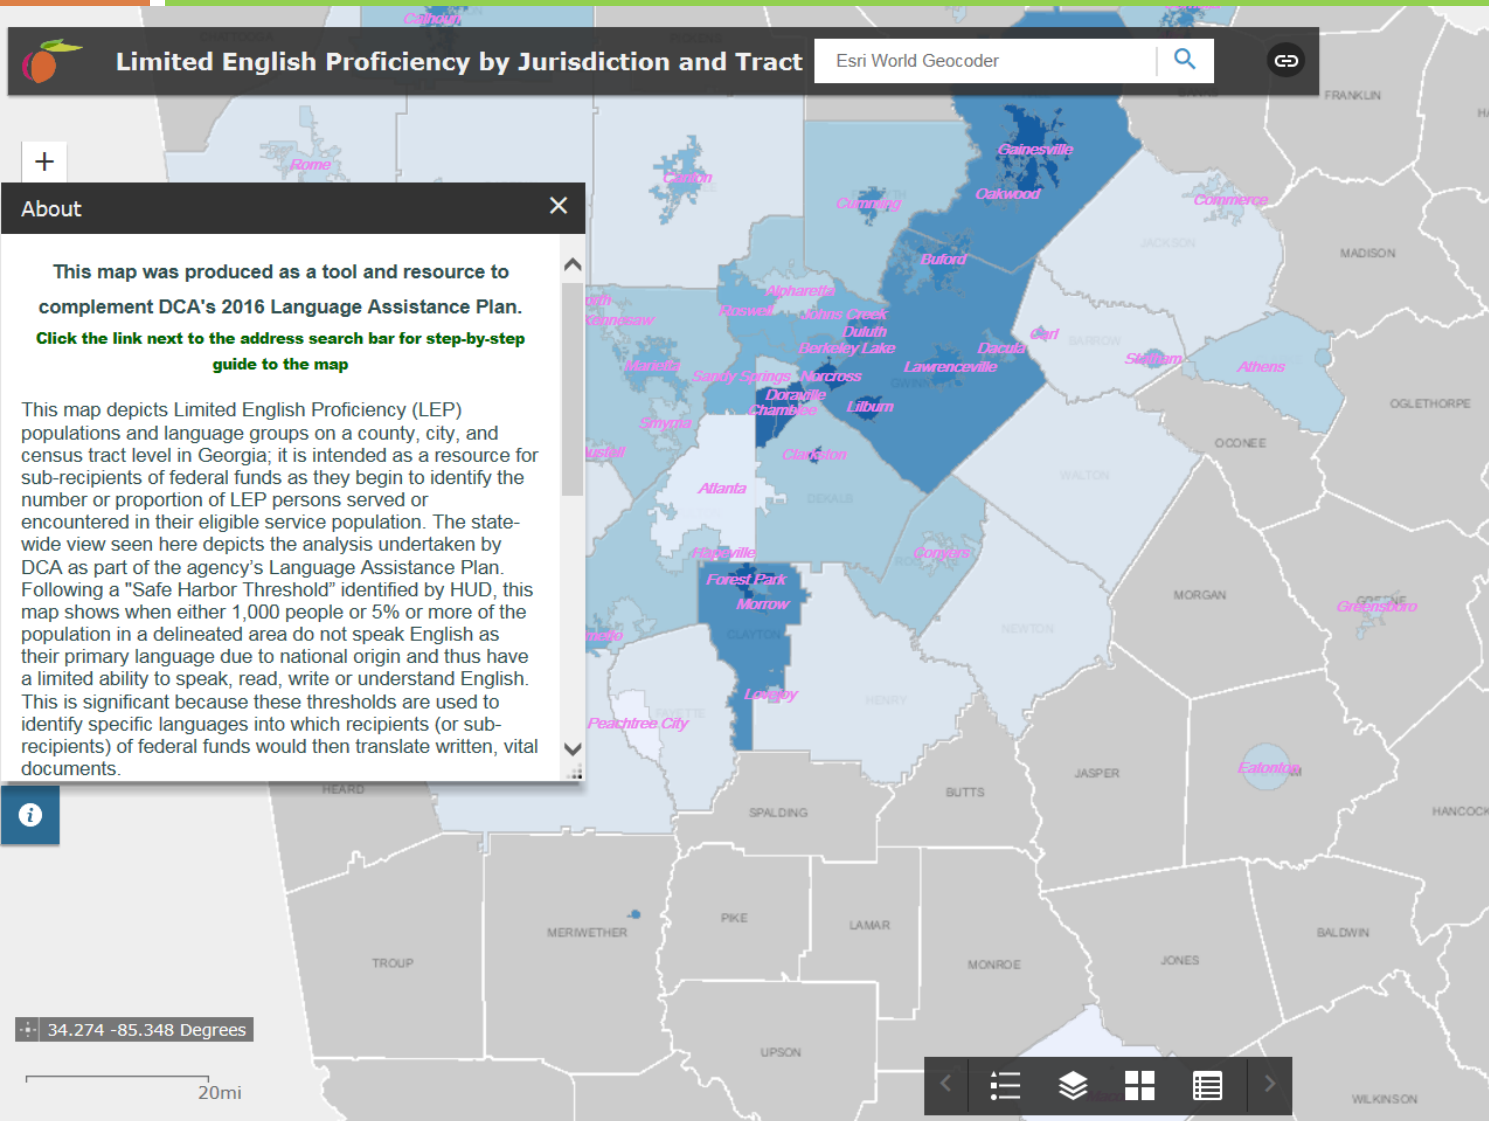 Calhoun
Limited English Proficiency by Jurisdiction and Tract
Esri World Geocoder
FRANKLIN
+
Rome
Canton
Gainesville
Oakwood
Cumming
Commerce
JACKSON
MADISON
About
This map was produced as a tool and resource to
complement DCA's 2016 Language Assistance Plan.
Click the link next to the address search bar for step-by-step
guide to the map
This map depicts Limited English Proficiency (LEP)
populations and language groups on a county, city, and
census tract level in Georgia; it is intended as a resource for
sub-recipients of federal funds as they begin to identify the
number or proportion of LEP persons served or
encountered in their eligible service population. The state-
wide view seen here depicts the analysis undertaken by
DCA as part of the agency’s Language Assistance Plan.
Following a "Safe Harbor Threshold” identified by HUD, this
map shows when either 1,000 people or 5% or more of the
population in a delineated area do not speak English as
their primary language due to national origin and thus have
a limited ability to speak, read, write or understand English.
This is significant because these thresholds are used to
identify specific languages into which recipients (or sub-
recipients) of federal funds would then translate written, vital
documents.
Buford
Alpharetta
Roswell
Johns Creek
Kennesaw
Duluth
Carl
BARROW
Berkeley Lake
Dacula
Statham
Marietta
Lawrenceville
Athens
Sandy Springs
Norcross
Doraville
Chamblee
Lilburn
OGLETHORPE
Smyrna
OCONEE
Clarkston
WALTON
Atlanta
DEKALB
Hapeville
Conyers
Forest Park
Morrow
MORGAN
GREENE
Greensboro
CLAYTON
NEWTON
Lovejoy
HENRY
Peachtree City
FAYETTE
Eatonton
JASPER
HEARD
BUTTS
SPALDING
HANCOCK
MERIWETHER
PIKE
LAMAR
BALDWIN
TROUP
MONROE
JONES
34.274 -85.348 Degrees
UPSON
20mi
WILKINSON